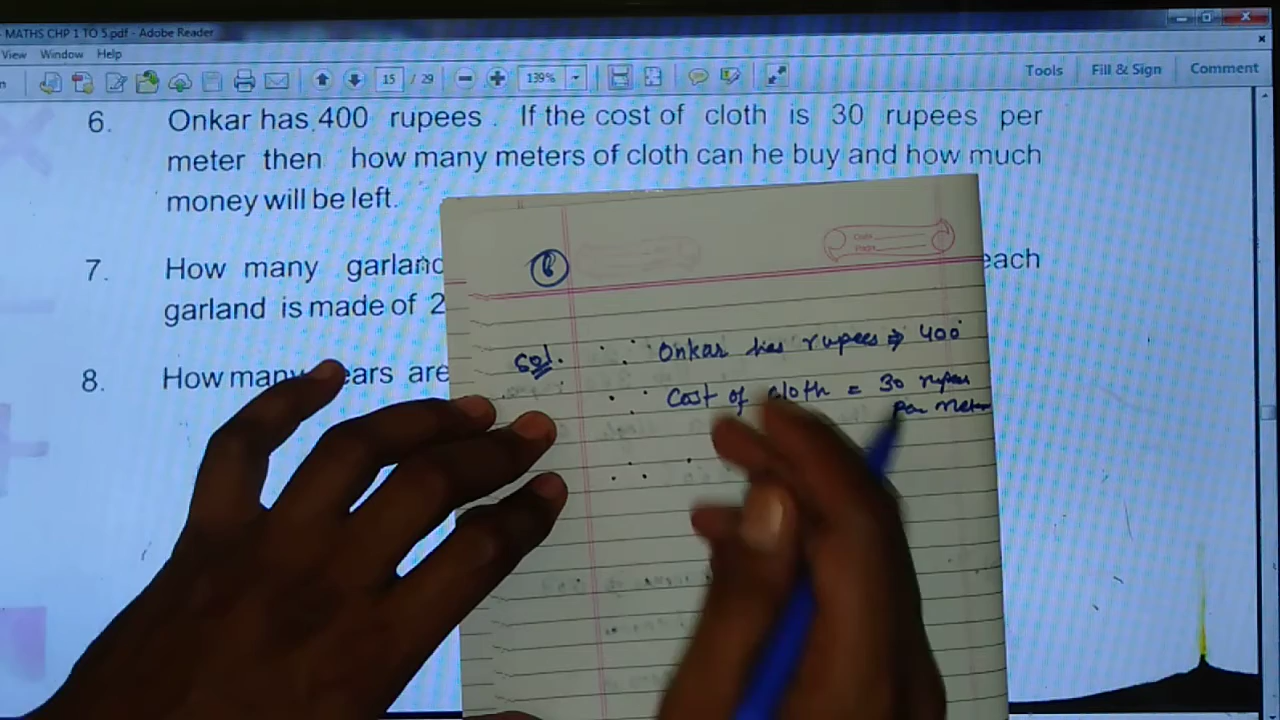 - MATHS CHP 1 TO 5.pdf - Adobe Reader
View Window Help
15 / 29 139% Tools Fill & Sign Comment
6. Onkar has 400 rupees . If the cost of cloth is 30 rupees per
meter then how many meters of cloth can he buy and how much
money will be left.
7. How many garland each
garland is made of 2
8. How many ears are
6
Sol. ∵ Onkar has rupees ⇒ 400
∵ Cost of cloth = 30 rupees
per meter